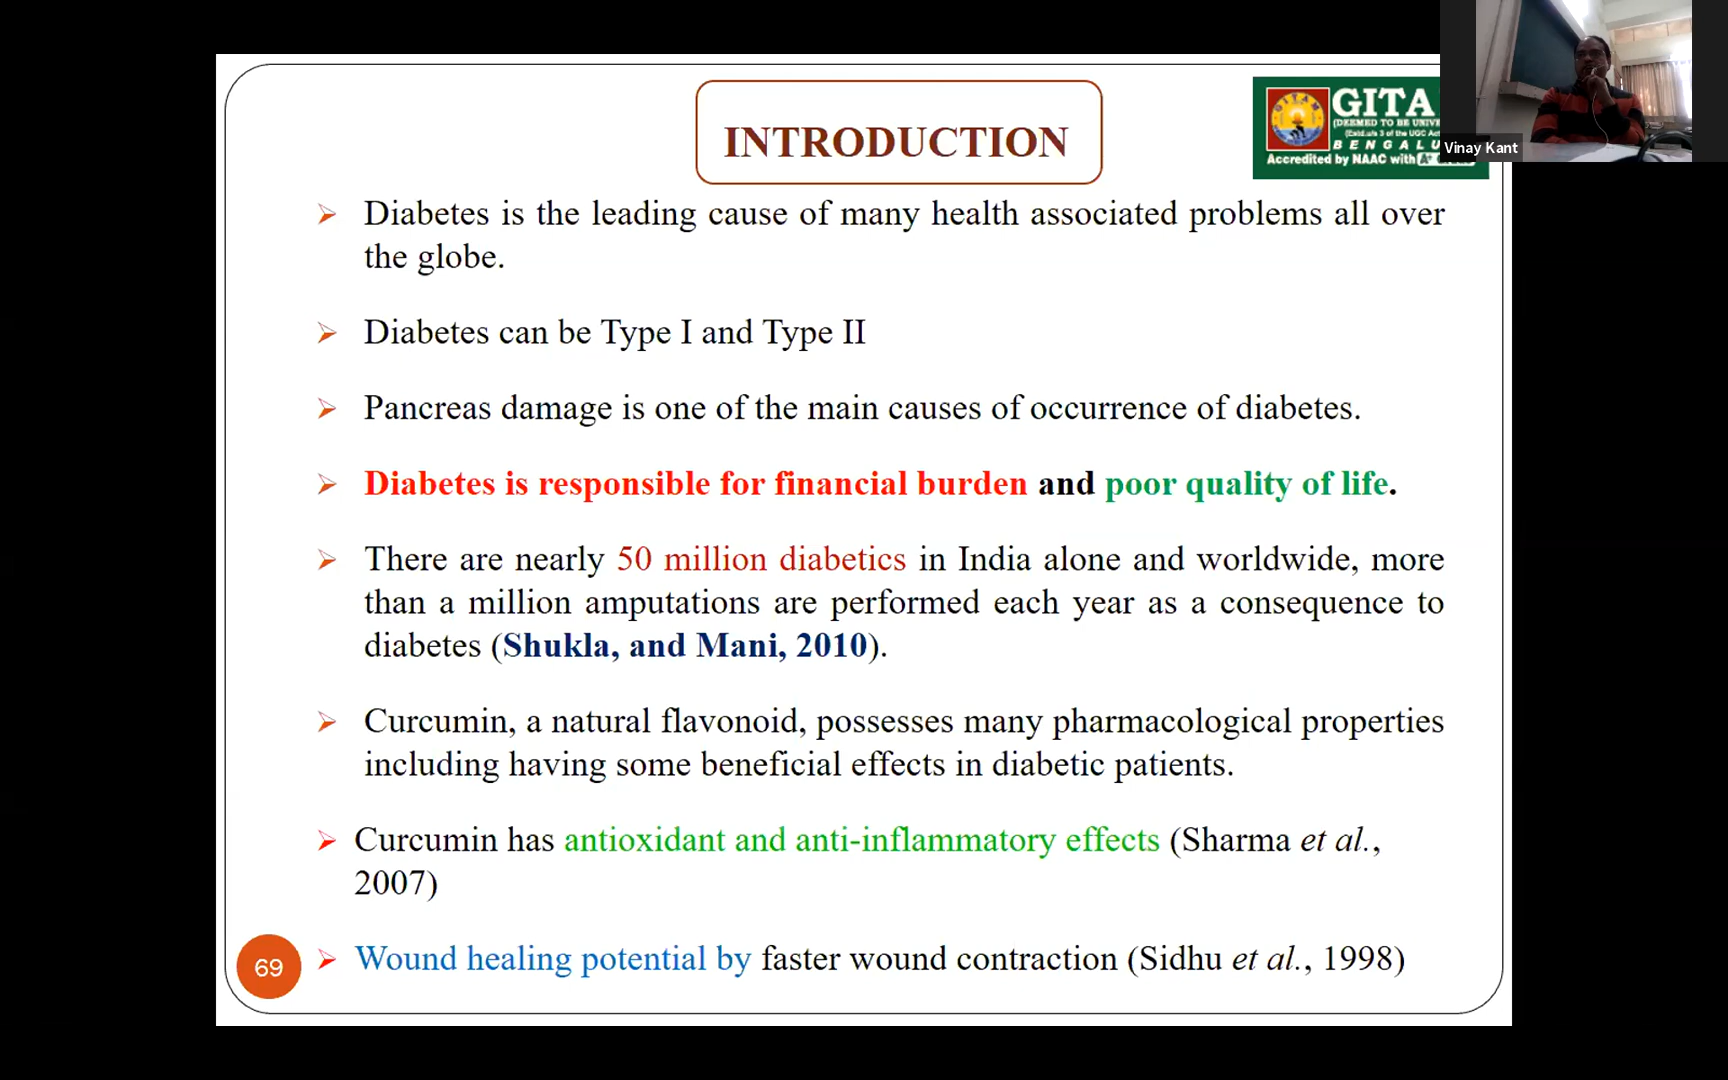 INTRODUCTION
GITA
(DEEMED TO BE UNIVE
(Estd.u/s 3 of the UGC Act
BENGALU
Accredited by NAAC with A+
GITAM
Vinay Kant
Diabetes is the leading cause of many health associated problems all over
the globe.
Diabetes can be Type I and Type II
Pancreas damage is one of the main causes of occurrence of diabetes.
Diabetes is responsible for financial burden and poor quality of life.
There are nearly 50 million diabetics in India alone and worldwide, more
than a million amputations are performed each year as a consequence to
diabetes (Shukla, and Mani, 2010).
Curcumin, a natural flavonoid, possesses many pharmacological properties
including having some beneficial effects in diabetic patients.
Curcumin has antioxidant and anti-inflammatory effects (Sharma et al.,
2007)
Wound healing potential by faster wound contraction (Sidhu et al., 1998)
69